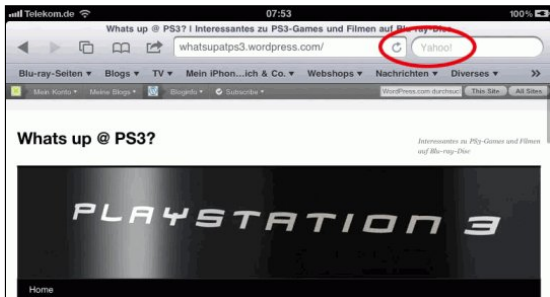 Telekom.de 07:53 100%
Whats up @ PS3? | Interessantes zu PS3-Games und Filmen auf Blu-ray-Disc
whatsupatps3.wordpress.com/ Yahoo!
Blu-ray-Seiten Blogs TV Mein iPhon...ich & Co. Webshops Nachrichten Diverses »
Mein Konto Meine Blogs Bloginfo Subscribe WordPress.com durchsuc This Site All Sites
Whats up @ PS3?
Interessantes zu PS3-Games und Filmen
auf Blu-ray-Disc
PLAYSTATION 3
Home